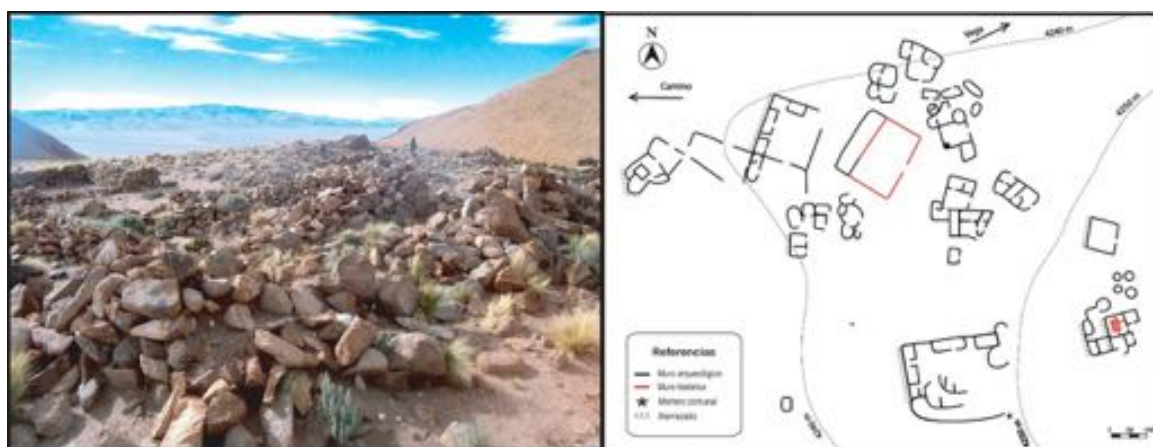 N
Vega
4240 m
Camino
4250 m
Referencias
Muro arqueológico
Muro histórico
Mortero comunal
Aterrazado